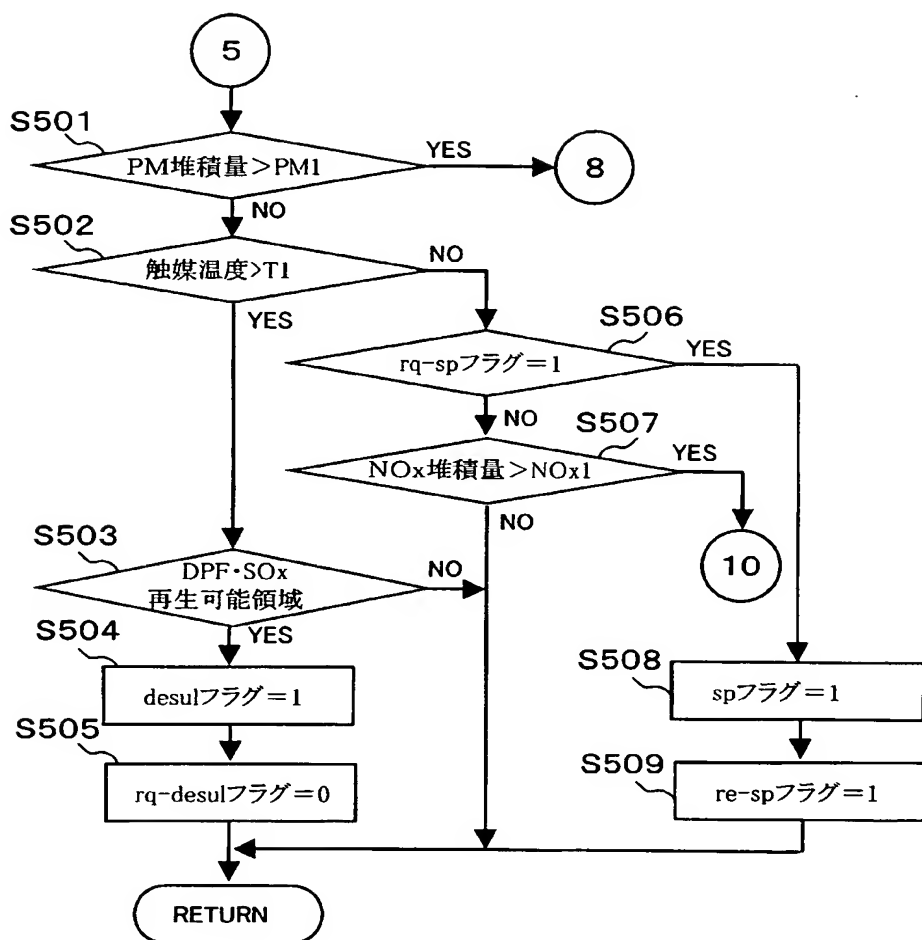 5
S501
PM堆積量>PM1
YES
8
NO
S502
触媒温度>T1
NO
YES
S506
rq-spフラグ=1
YES
NO
S507
NOx堆積量>NOx1
YES
NO
10
S503
DPF・SOx
再生可能領域
NO
YES
S504
desulフラグ=1
S508
spフラグ=1
S505
rq-desulフラグ=0
S509
re-spフラグ=1
RETURN